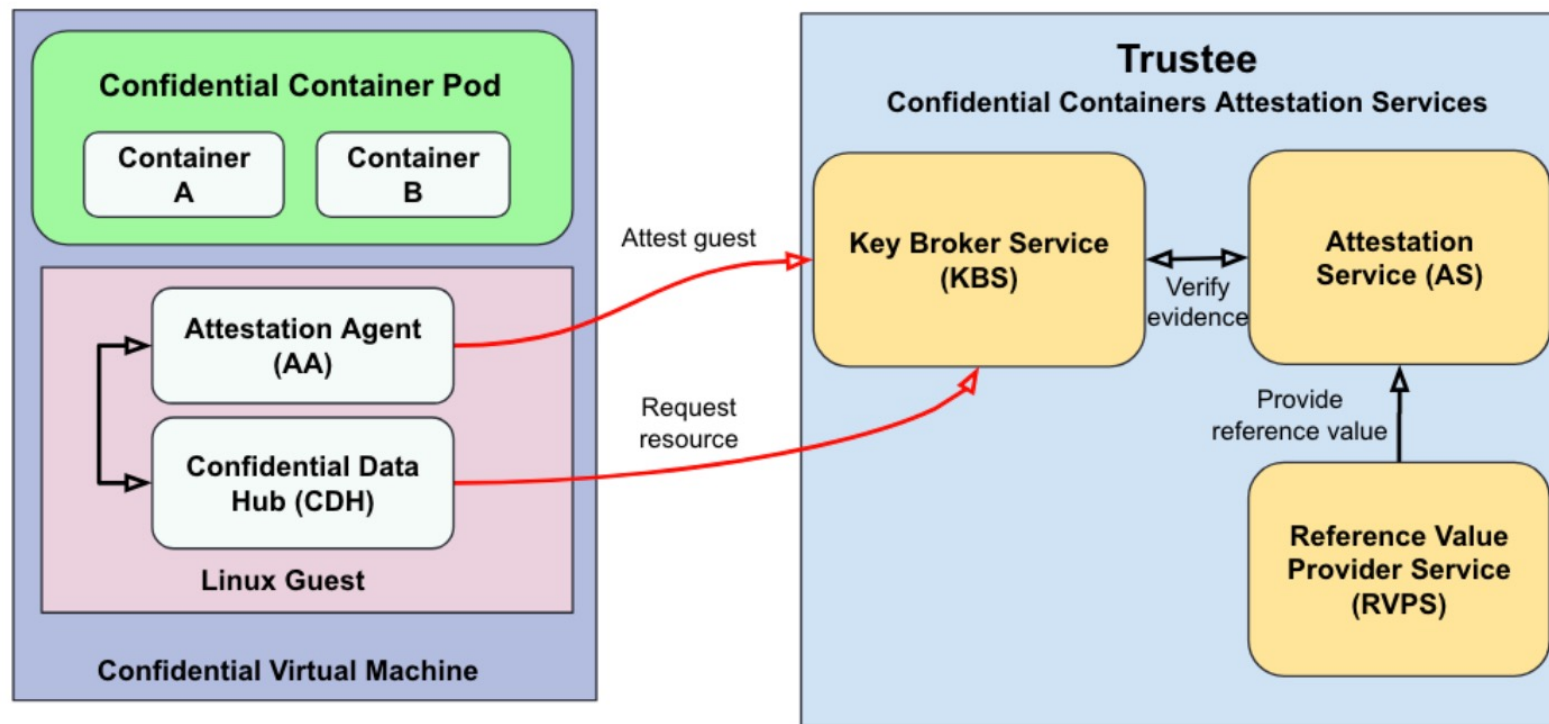 Confidential Container Pod
Container
A
Container
B
Attestation Agent
(AA)
Confidential Data
Hub (CDH)
Linux Guest
Confidential Virtual Machine
Attest guest
Request
resource
Trustee
Confidential Containers Attestation Services
Key Broker Service
(KBS)
Verify
evidence
Attestation
Service (AS)
Provide
reference value
Reference Value
Provider Service
(RVPS)